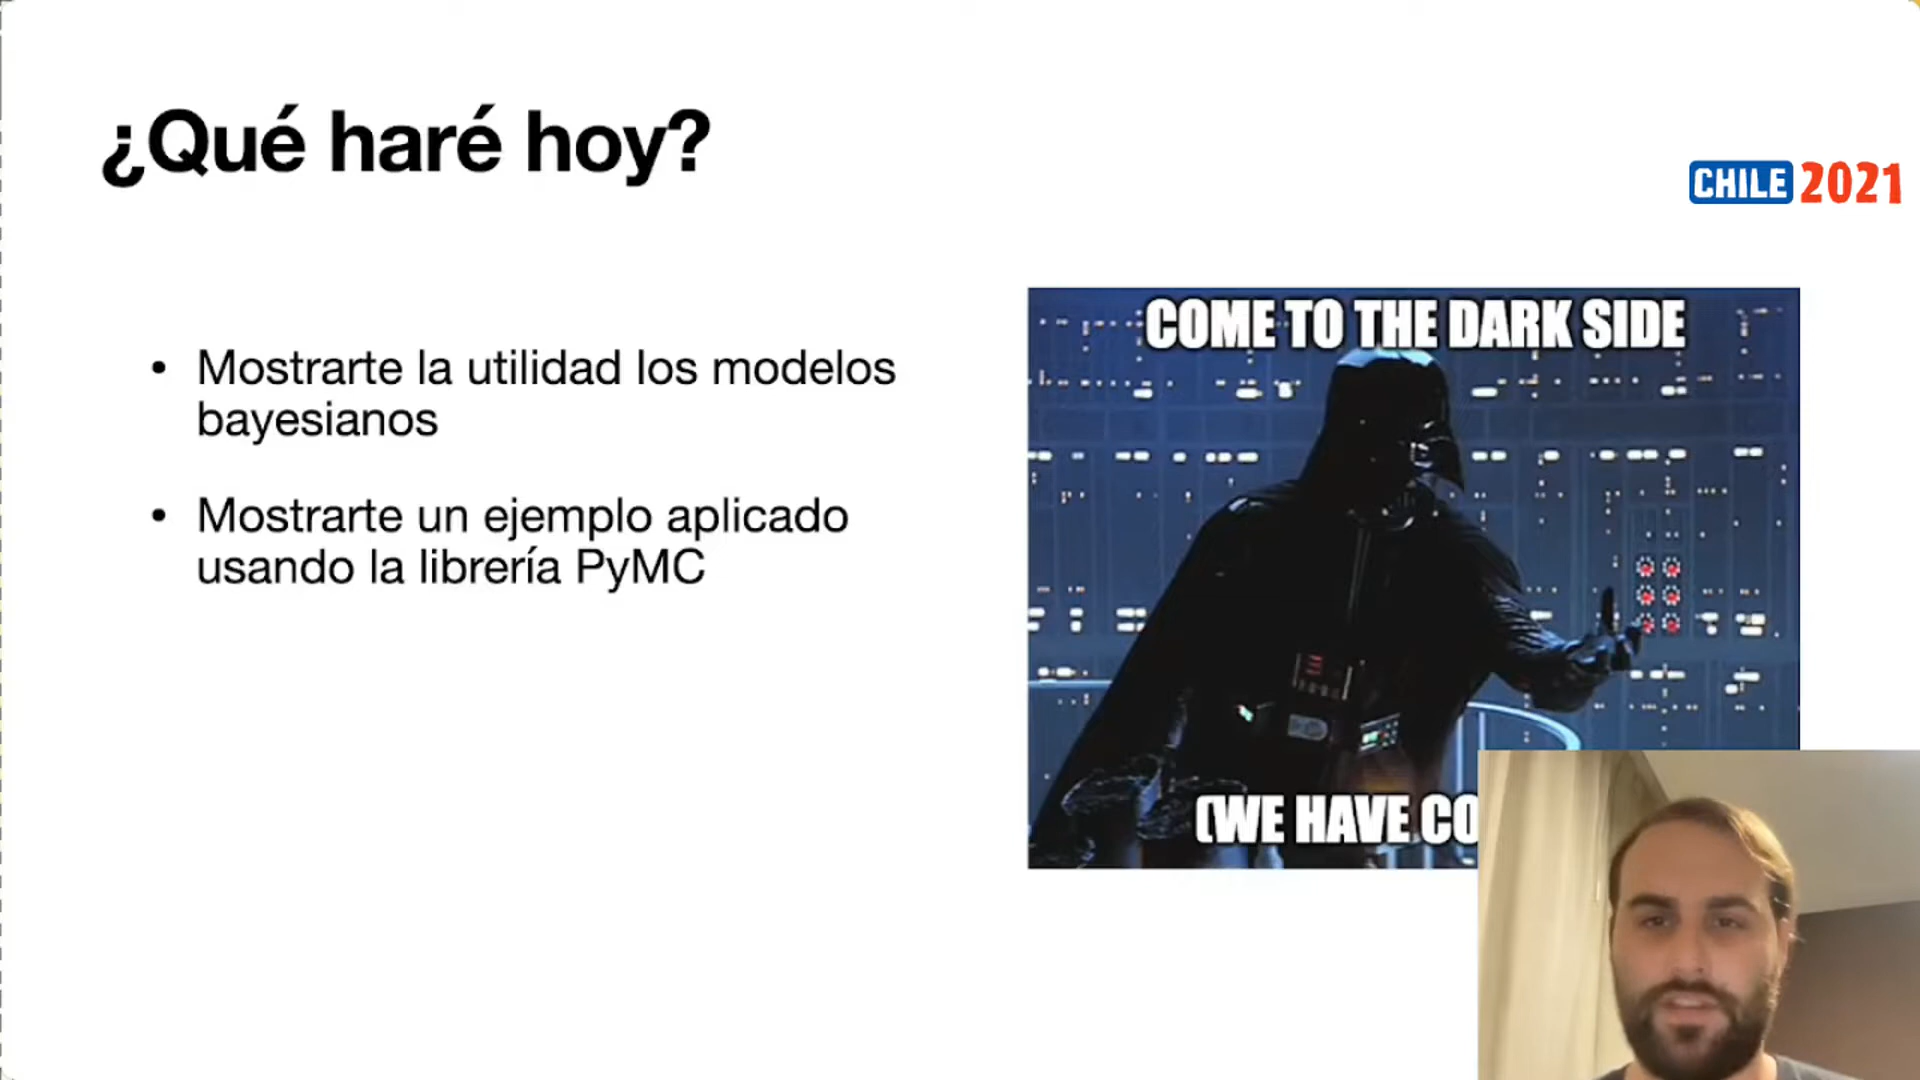 ¿Qué haré hoy?
CHILE 2021
• Mostrarte la utilidad los modelos
bayesianos
• Mostrarte un ejemplo aplicado
usando la librería PyMC
COME TO THE DARK SIDE
(WE HAVE